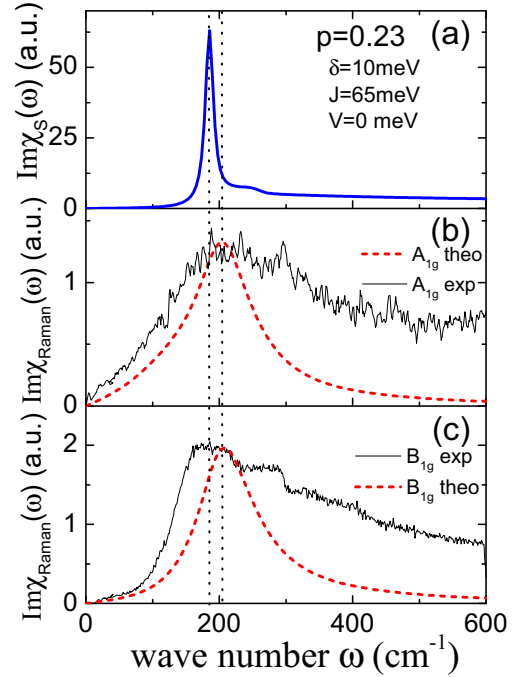 p=0.23 (a)
δ=10meV
J=65meV
V=0 meV
Imχ_S(ω) (a.u.)
50
25
0
(b)
A_1g theo
A_1g exp
Imχ_Raman(ω) (a.u.)
1
0
(c)
B_1g exp
B_1g theo
Imχ_Raman(ω) (a.u.)
2
1
0
0 200 400 600
wave number ω (cm⁻¹)